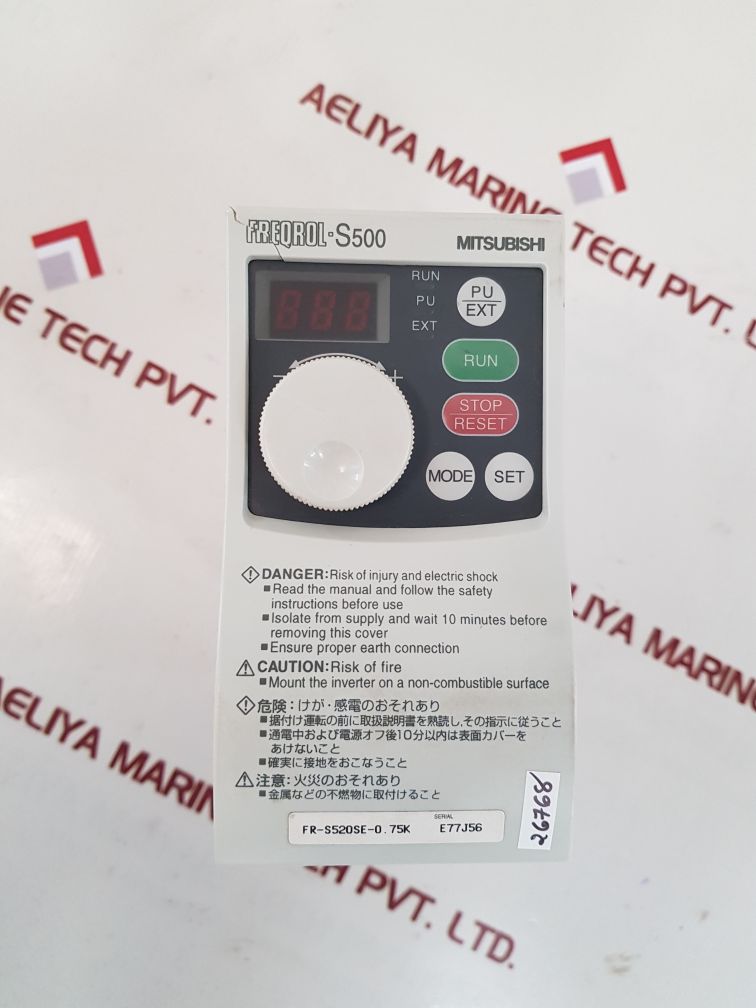 AELIYA MARINE TECH PVT. L
NE TECH PVT.
FREQROL-S500
MITSUBISHI
888
RUN
PU
EXT
PU
EXT
RUN
STOP
RESET
− +
MODE
SET
DANGER:Risk of injury and electric shock
■Read the manual and follow the safety
instructions before use
■Isolate from supply and wait 10 minutes before
removing this cover
■Ensure proper earth connection
CAUTION:Risk of fire
■Mount the inverter on a non-combustible surface
危険:けが・感電のおそれあり
■据付け運転の前に取扱説明書を熟読し,その指示に従うこと
■通電中および電源オフ後10分以内は表面カバーを
あけないこと
■確実に接地をおこなうこと
注意:火災のおそれあり
■金属などの不燃物に取付けること
SERIAL
FR-S520SE-0.75K E77J56
26768
LIYA MARIN
AELIYA MARIN
H PVT. LTD.